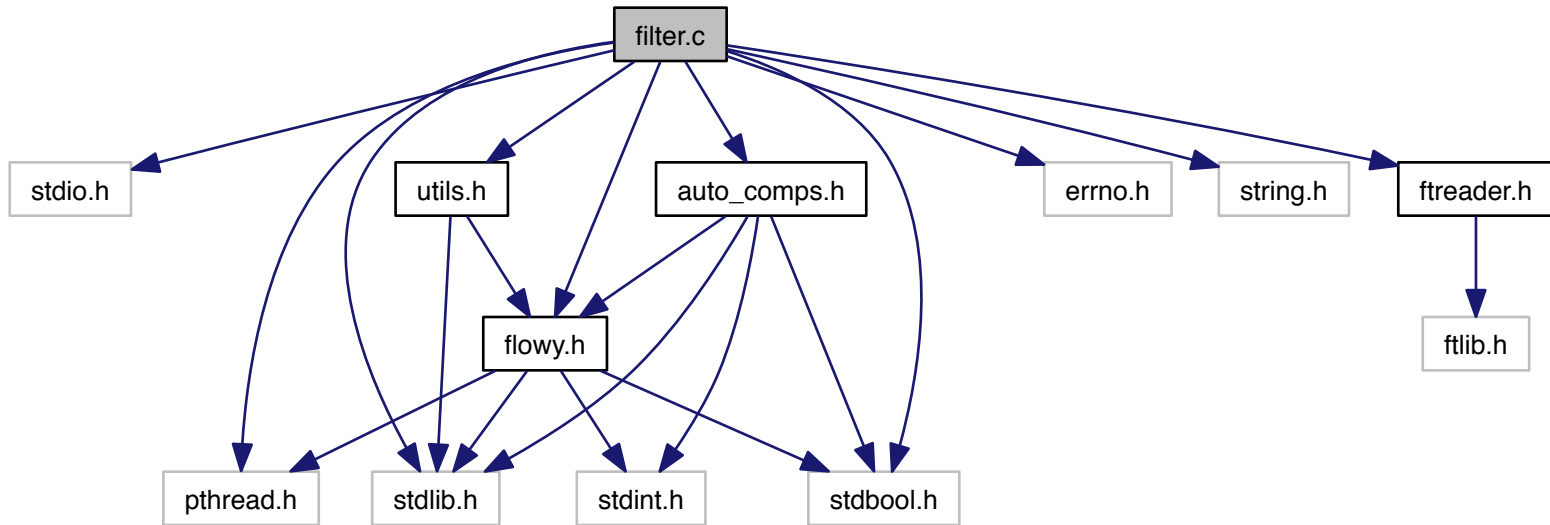 filter.c
stdio.h
utils.h
auto_comps.h
errno.h
string.h
ftreader.h
flowy.h
ftlib.h
pthread.h
stdlib.h
stdint.h
stdbool.h